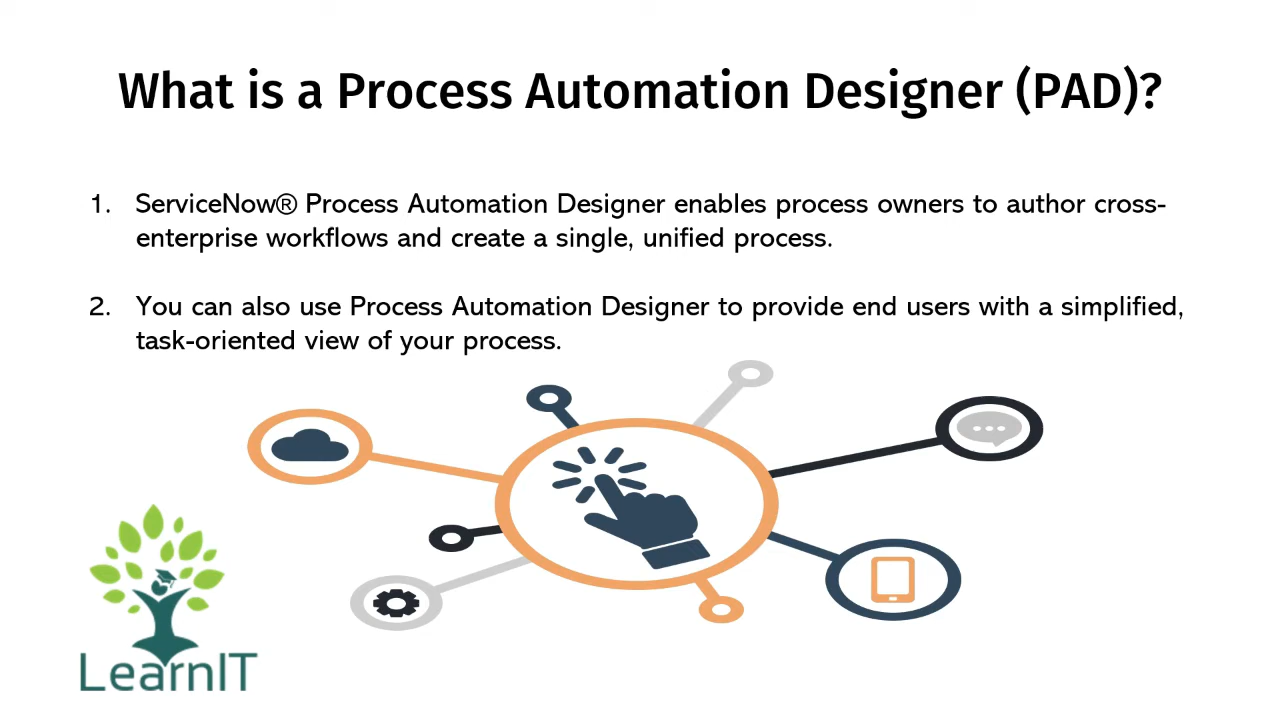 What is a Process Automation Designer (PAD)?
1. ServiceNow® Process Automation Designer enables process owners to author cross-
enterprise workflows and create a single, unified process.
2. You can also use Process Automation Designer to provide end users with a simplified,
task-oriented view of your process.
LearnIT